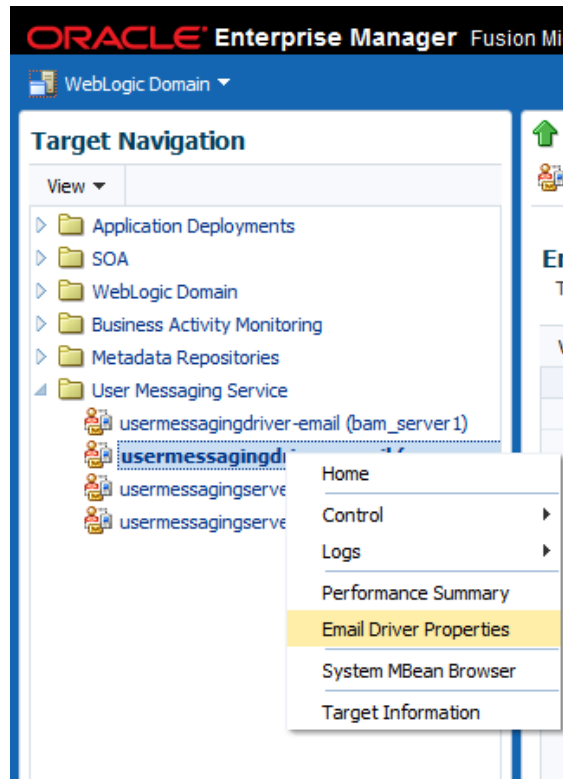 ORACLE Enterprise Manager Fusion Mi
WebLogic Domain
Target Navigation
View
Application Deployments
SOA
WebLogic Domain
Business Activity Monitoring
Metadata Repositories
User Messaging Service
usermessagingdriver-email (bam_server1)
usermessagingd
usermessagingserve
usermessagingserve
Home
Control
Logs
Performance Summary
Email Driver Properties
System MBean Browser
Target Information